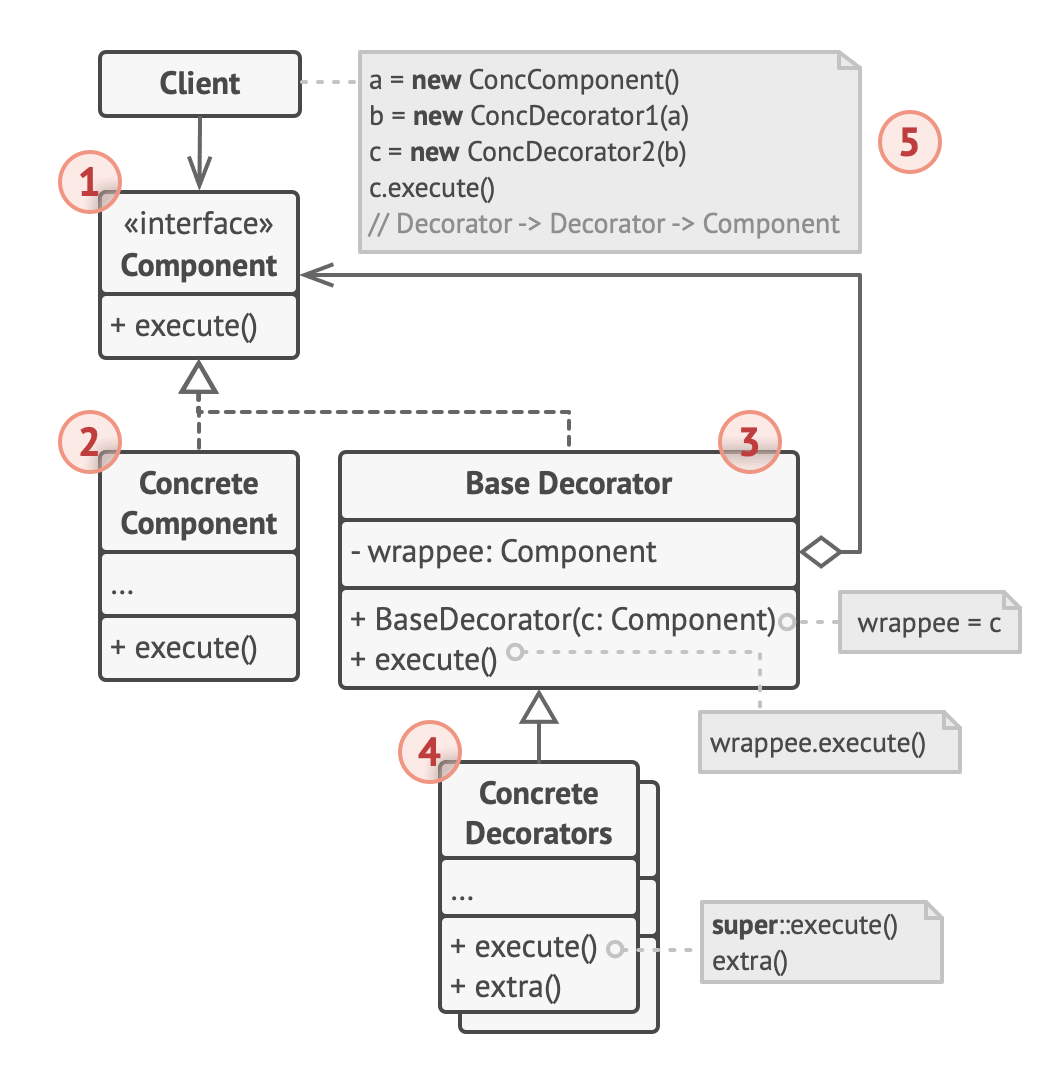 Client
a = new ConcComponent()
b = new ConcDecorator1(a)
c = new ConcDecorator2(b)
c.execute()
// Decorator -> Decorator -> Component
5
1
«interface»
Component
+ execute()
2
Concrete
Component
...
+ execute()
3
Base Decorator
- wrappee: Component
+ BaseDecorator(c: Component)
+ execute()
wrappee = c
wrappee.execute()
4
Concrete
Decorators
...
+ execute()
+ extra()
super::execute()
extra()